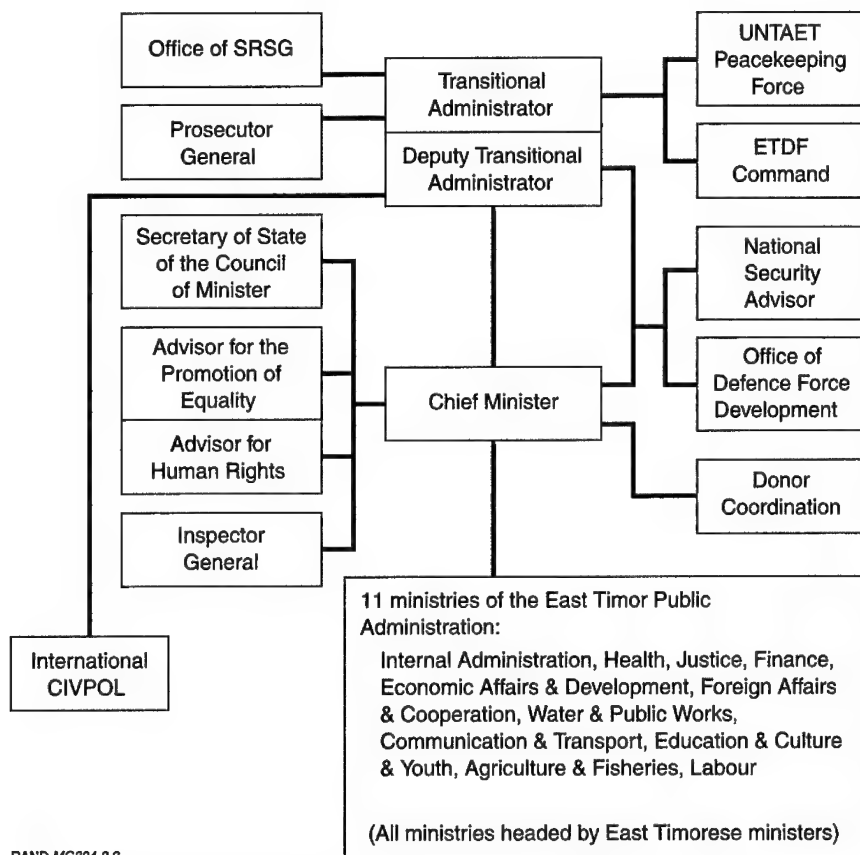 Office of SRSG
Prosecutor
General
Transitional
Administrator
Deputy Transitional
Administrator
UNTAET
Peacekeeping
Force
ETDF
Command
Secretary of State
of the Council
of Minister
Advisor for the
Promotion of
Equality
Advisor for
Human Rights
Inspector
General
Chief Minister
National
Security
Advisor
Office of
Defence Force
Development
Donor
Coordination
International
CIVPOL
11 ministries of the East Timor Public
Administration:
Internal Administration, Health, Justice, Finance,
Economic Affairs & Development, Foreign Affairs
& Cooperation, Water & Public Works,
Communication & Transport, Education & Culture
& Youth, Agriculture & Fisheries, Labour
(All ministries headed by East Timorese ministers)